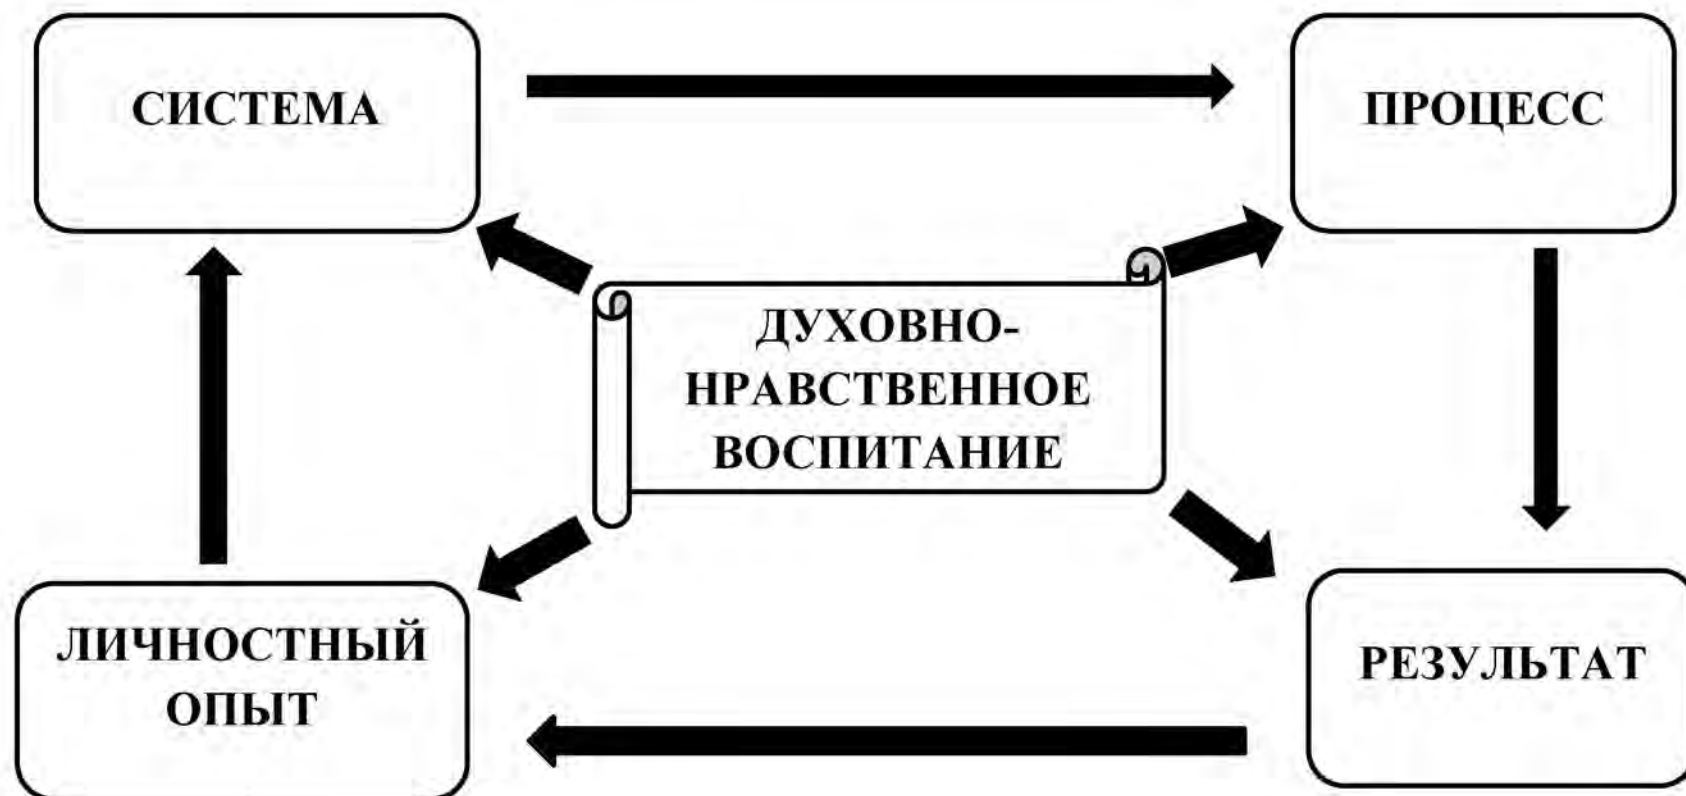 СИСТЕМА
ПРОЦЕСС
ДУХОВНО-
НРАВСТВЕННОЕ
ВОСПИТАНИЕ
ЛИЧНОСТНЫЙ
ОПЫТ
РЕЗУЛЬТАТ